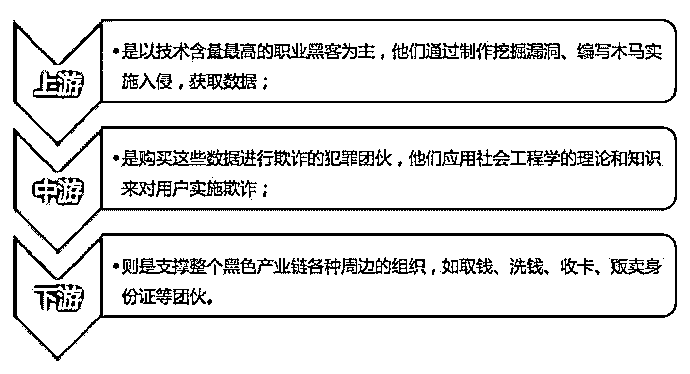 上游
•是以技术含量最高的职业黑客为主，他们通过制作挖掘漏洞、编写木马实
施入侵，获取数据；
中游
•是购买这些数据进行欺诈的犯罪团伙，他们应用社会工程学的理论和知识
来对用户实施欺诈；
下游
•则是支撑整个黑色产业链各种周边的组织，如取钱、洗钱、收卡、贩卖身
份证等团伙。